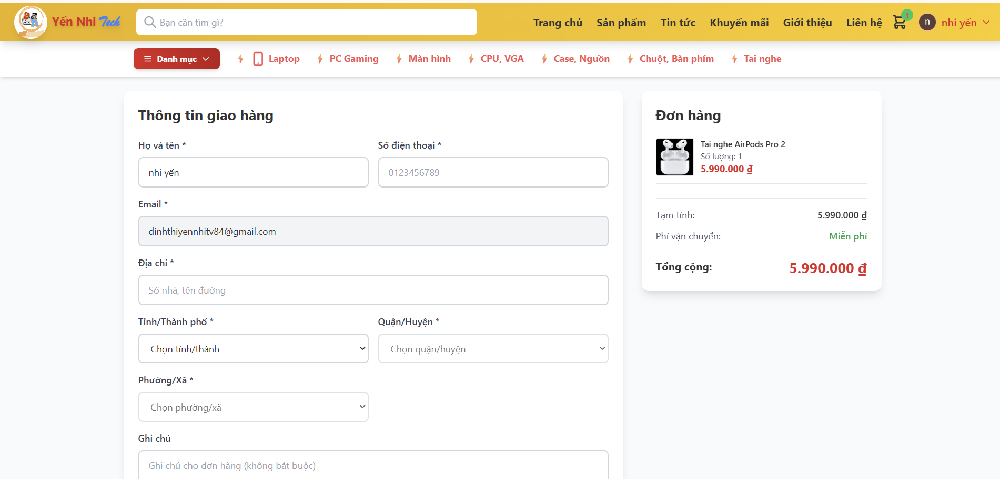 Yến Nhi Tech
Bạn cần tìm gì?
Trang chủ
Sản phẩm
Tin tức
Khuyến mãi
Giới thiệu
Liên hệ
1
n
nhi yến
Danh mục
Laptop
PC Gaming
Màn hình
CPU, VGA
Case, Nguồn
Chuột, Bàn phím
Tai nghe
Thông tin giao hàng
Họ và tên *
Số điện thoại *
nhi yến
0123456789
Email *
dinhthiyennhitv84@gmail.com
Địa chỉ *
Số nhà, tên đường
Tỉnh/Thành phố *
Quận/Huyện *
Chọn tỉnh/thành
Chọn quận/huyện
Phường/Xã *
Chọn phường/xã
Ghi chú
Ghi chú cho đơn hàng (không bắt buộc)
Đơn hàng
Tai nghe AirPods Pro 2
Số lượng: 1
5.990.000 ₫
Tạm tính:
5.990.000 ₫
Phí vận chuyển:
Miễn phí
Tổng cộng:
5.990.000 ₫